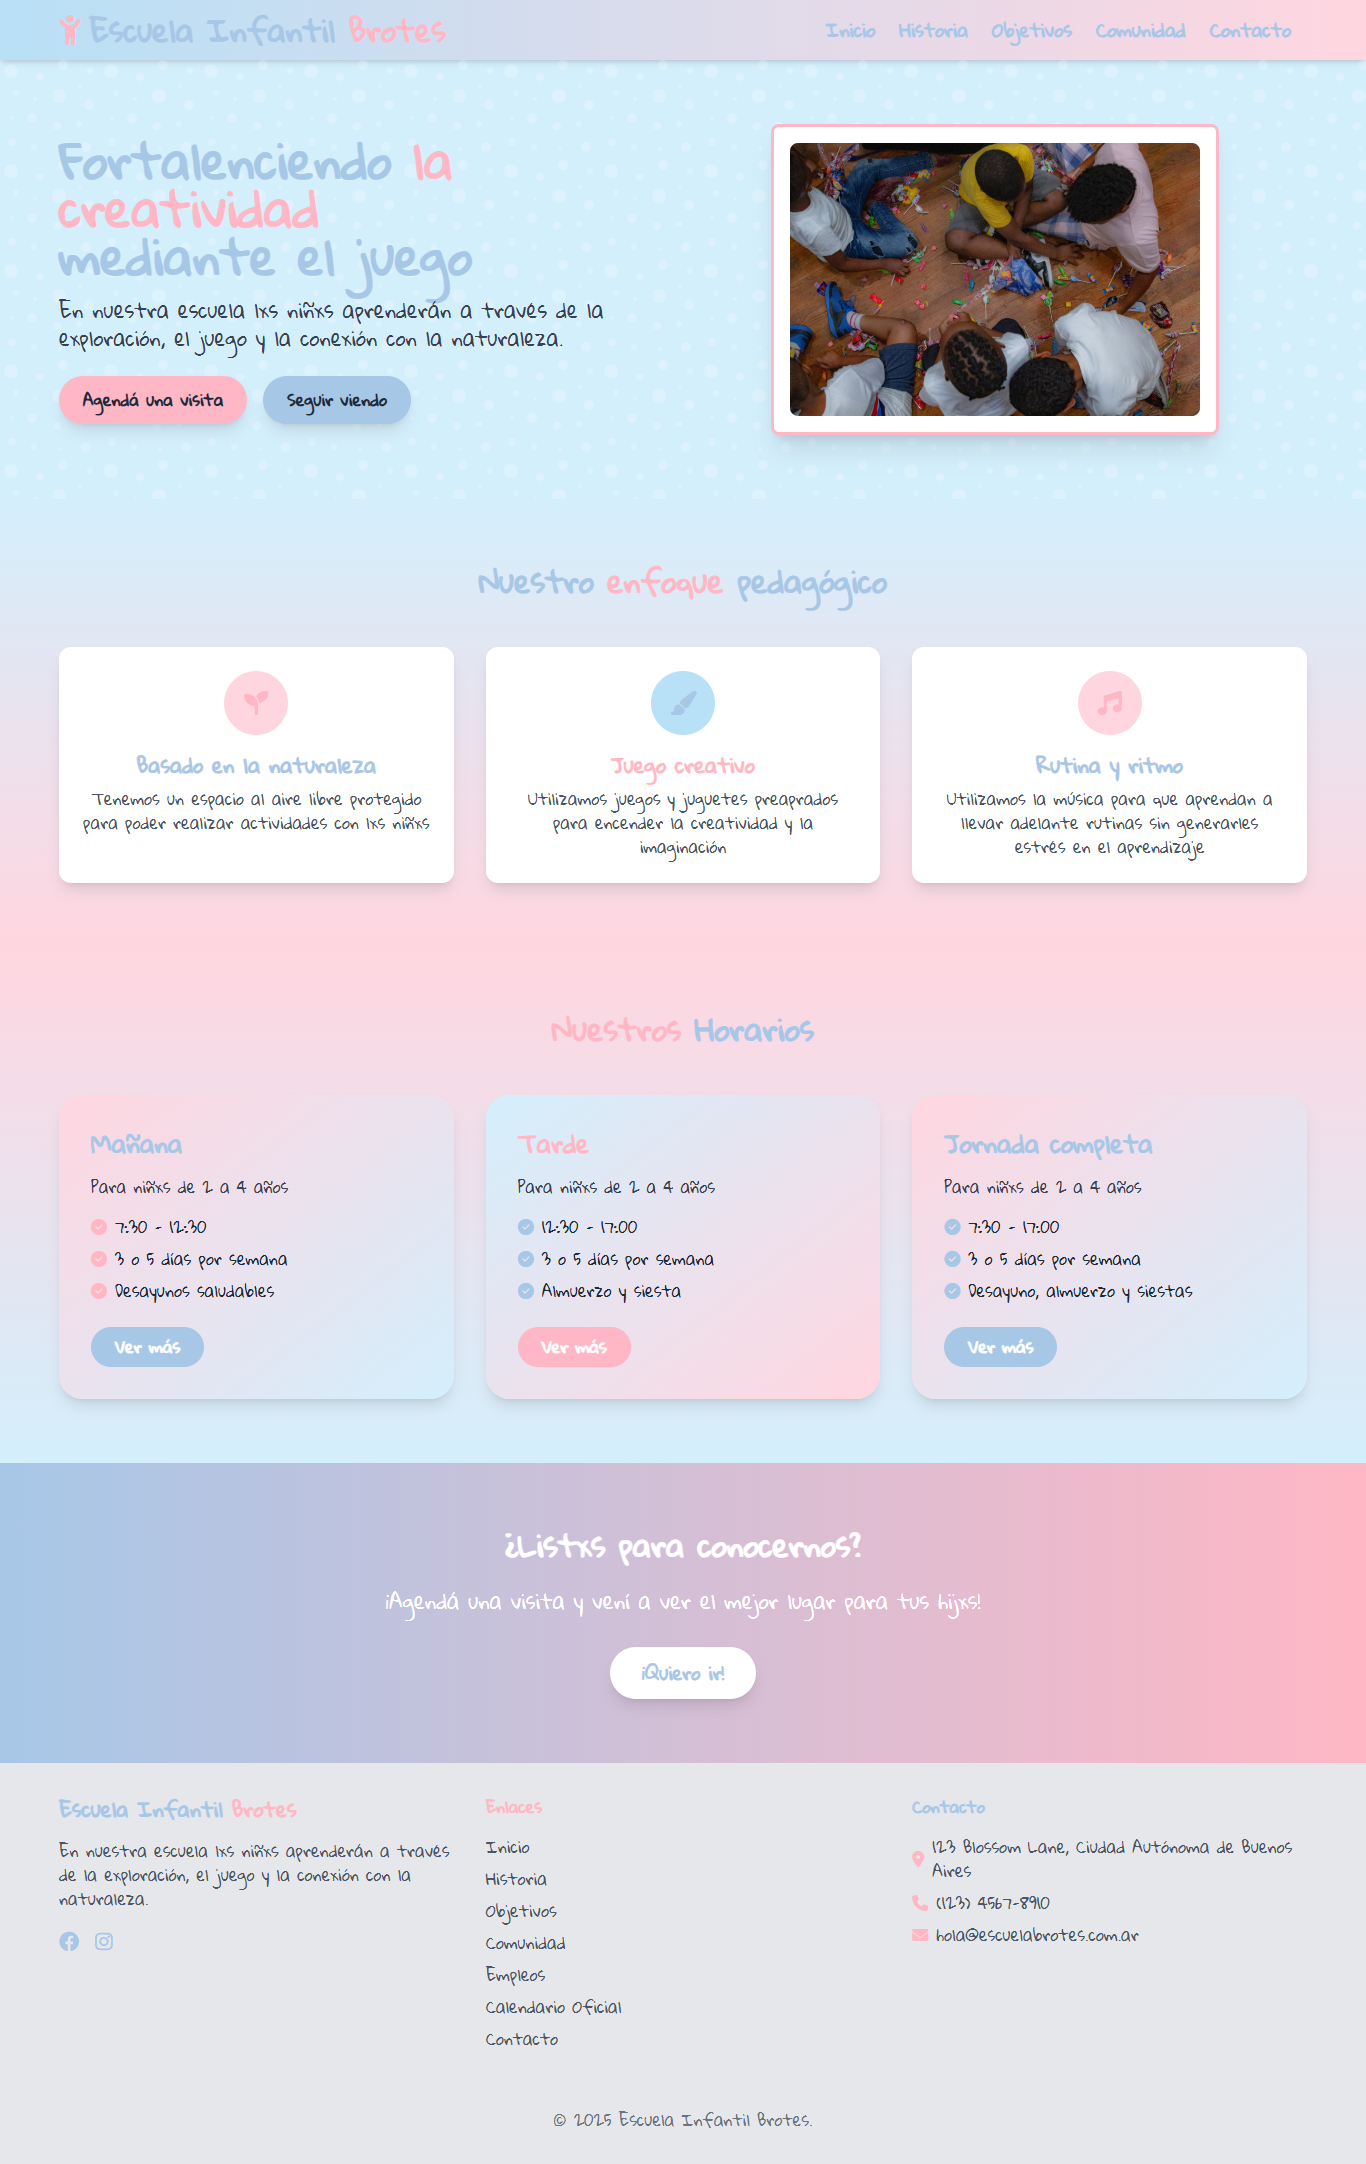 Escuela Infantil Brotes
Inicio Historia Objetivos Comunidad Contacto
Fortalenciendo la
creatividad
mediante el juego
En nuestra escuela lxs niñxs aprenderán a través de la
exploración, el juego y la conexión con la naturaleza.
Agendá una visita Seguir viendo
Nuestro enfoque pedagógico
Basado en la naturaleza
Tenemos un espacio al aire libre protegido
para poder realizar actividades con lxs niñxs
Juego creativo
Utilizamos juegos y juguetes preaprados
para encender la creatividad y la
imaginación
Rutina y ritmo
Utilizamos la música para que aprendan a
llevar adelante rutinas sin generarles
estrés en el aprendizaje
Nuestros Horarios
Mañana
Para niñxs de 2 a 4 años
7:30 - 12:30
3 o 5 días por semana
Desayunos saludables
Ver más
Tarde
Para niñxs de 2 a 4 años
12:30 - 17:00
3 o 5 días por semana
Almuerzo y siesta
Ver más
Jornada completa
Para niñxs de 2 a 4 años
7:30 - 17:00
3 o 5 días por semana
Desayuno, almuerzo y siestas
Ver más
¿Listxs para conocernos?
¡Agendá una visita y vení a ver el mejor lugar para tus hijxs!
¡Quiero ir!
Escuela Infantil Brotes
En nuestra escuela lxs niñxs aprenderán a través
de la exploración, el juego y la conexión con la
naturaleza.
Enlaces
Inicio
Historia
Objetivos
Comunidad
Empleos
Calendario Oficial
Contacto
Contacto
123 Blossom Lane, Ciudad Autónoma de Buenos
Aires
(123) 4567-8910
hola@escuelabrotes.com.ar
© 2025 Escuela Infantil Brotes.